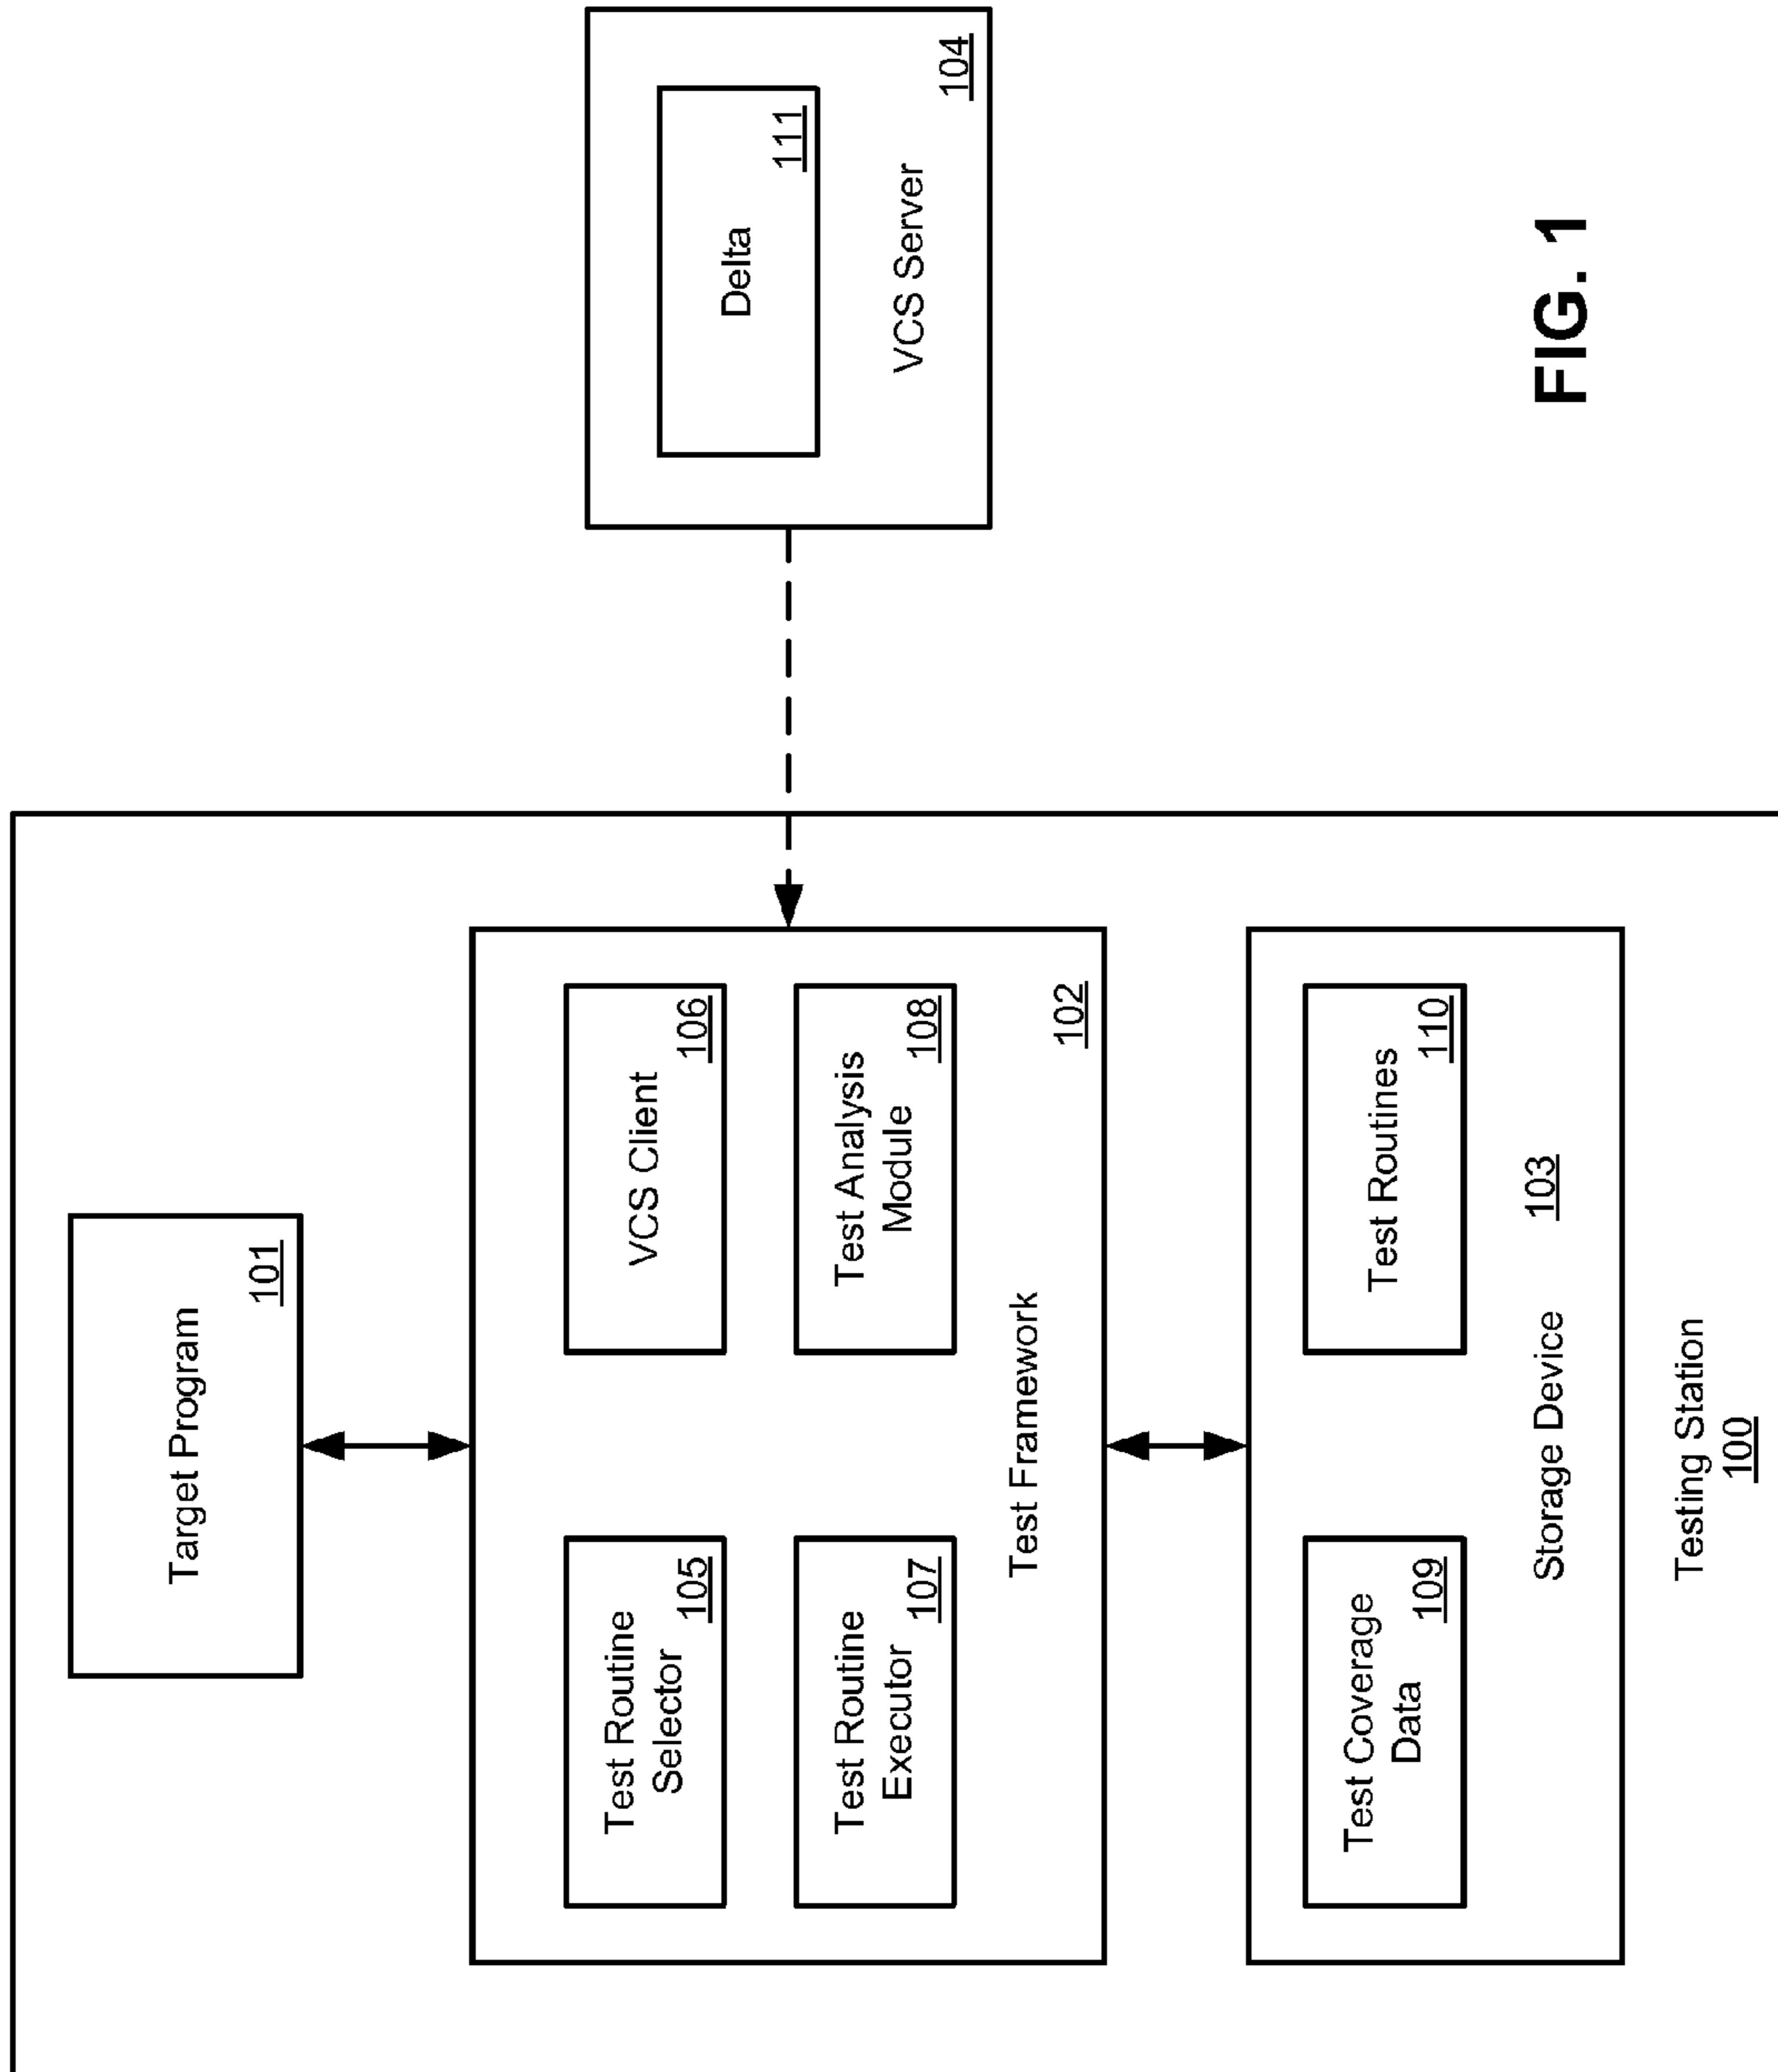 Target Program
101
Test Routine
Selector
105
VCS Client
106
Test Routine
Executor
107
Test Analysis
Module
108
Test Framework
102
Test Coverage
Data
109
Test Routines
110
Storage Device
103
Testing Station
100
Delta
111
VCS Server
104
FIG. 1